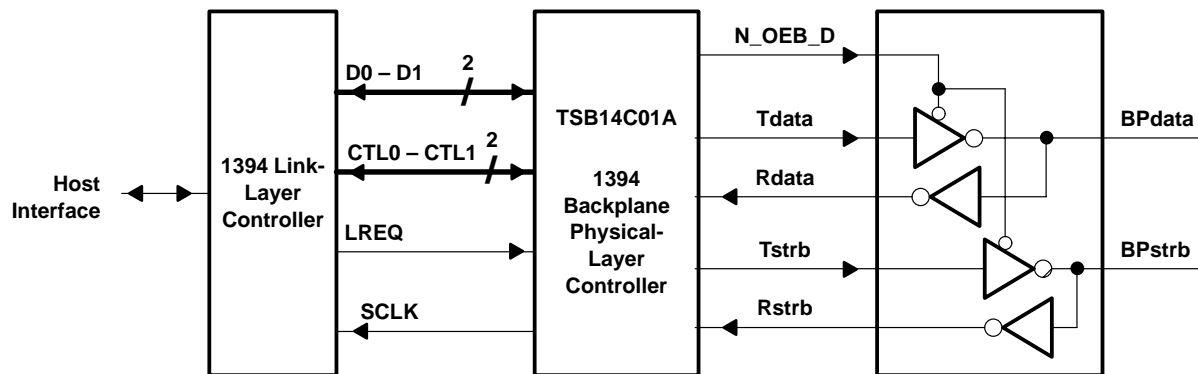 N_OEB_D
D0 – D1
2
TSB14C01A
Tdata
BPdata
CTL0 – CTL1
2
1394 Link-
Layer
Controller
Host
Interface
1394
Backplane
Physical-
Layer
Controller
Rdata
LREQ
Tstrb
BPstrb
SCLK
Rstrb